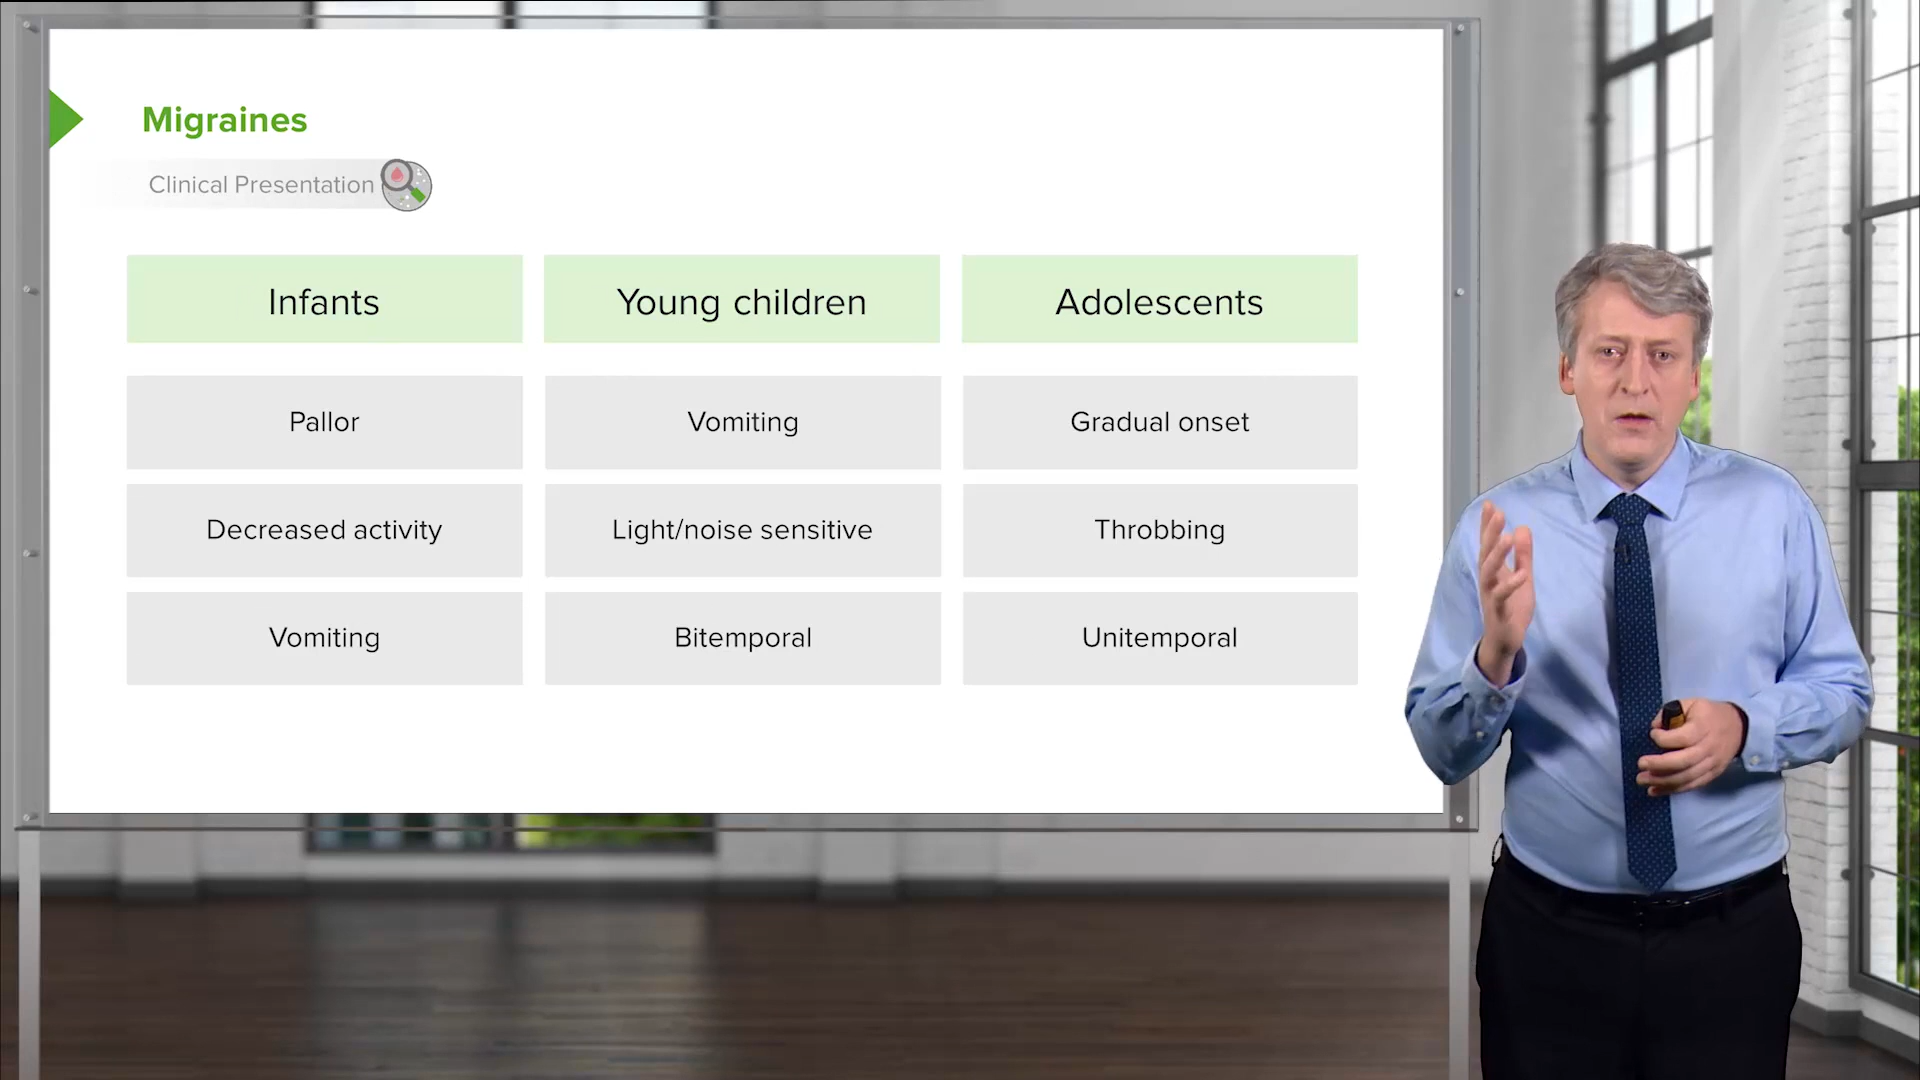 Migraines
Clinical Presentation
Infants
Young children
Adolescents
Pallor
Vomiting
Gradual onset
Decreased activity
Light/noise sensitive
Throbbing
Vomiting
Bitemporal
Unitemporal